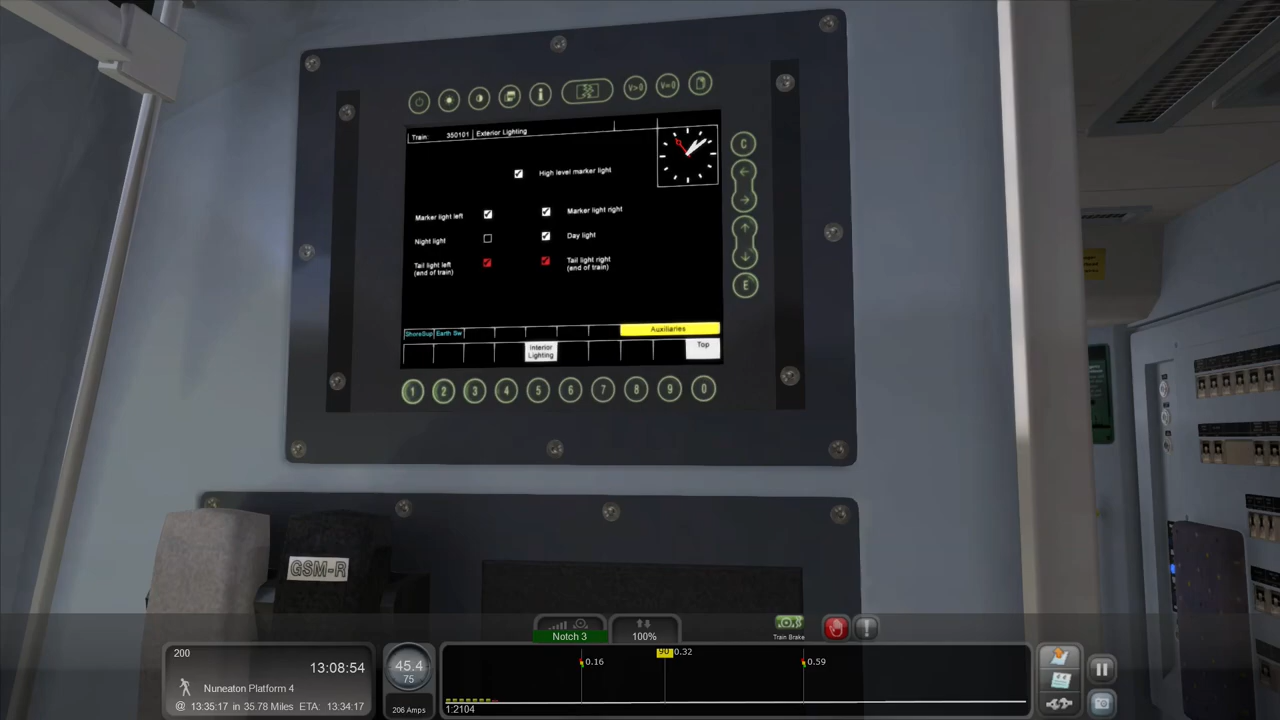 V>0
V=0
Train: 350101 Exterior Lighting
C
High level marker light
Marker light left
Marker light right
Night light
Day light
Tail light left
(end of train)
Tail light right
(end of train)
E
ShoreSup Earth Sw
Auxiliaries
Interior
Lighting
Top
1 2 3 4 5 6 7 8 9 0
GSM-R
Notch 3
100%
Train Brake
200
13:08:54
Nuneaton Platform 4
@ 13:35:17 in 35.78 Miles ETA: 13:34:17
45.4
75
206 Amps
0.16
90 0.32
0.59
1:2104